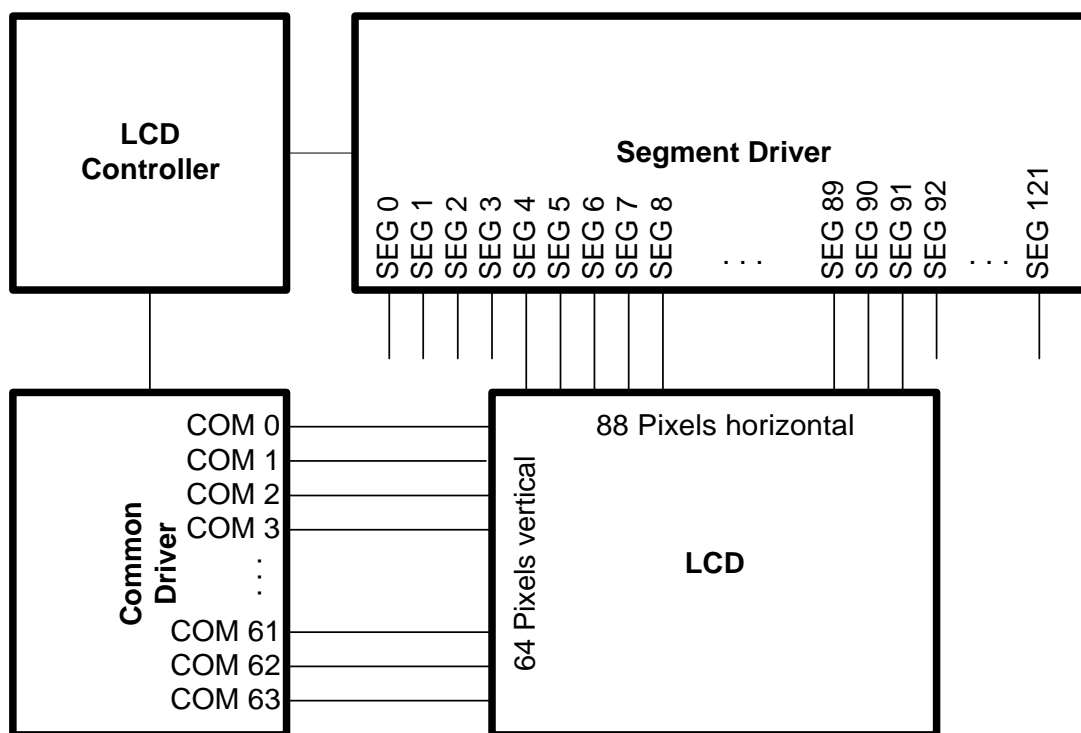 LCD
Controller
Segment Driver
SEG 0
SEG 1
SEG 2
SEG 3
SEG 4
SEG 5
SEG 6
SEG 7
SEG 8
. . .
SEG 89
SEG 90
SEG 91
SEG 92
. . .
SEG 121
Common
Driver
COM 0
COM 1
COM 2
COM 3
. . .
COM 61
COM 62
COM 63
88 Pixels horizontal
64 Pixels vertical
LCD